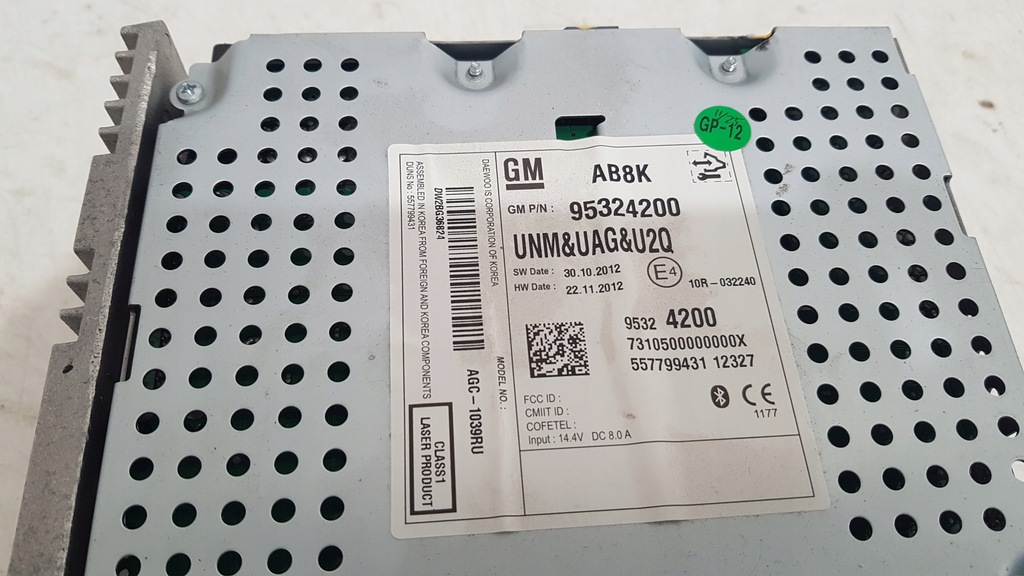 GP-12
GM
AB8K
GM P/N : 95324200
UNM&UAG&U2Q
SW Date : 30.10.2012
HW Date : 22.11.2012
E4
10R-032240
9532 4200
7310500000000X
557799431 12327
FCC ID :
CMIIT ID :
COFETEL :
Input : 14.4V DC 8.0 A
CE
1177
DAEWOO IS CORPORATION OF KOREA
MODEL NO. :
AGC-1039RU
DW2BG36824
ASSEMBLED IN KOREA FROM FOREIGN AND KOREA COMPONENTS
DUNS No : 557799431
CLASS1
LASER PRODUCT